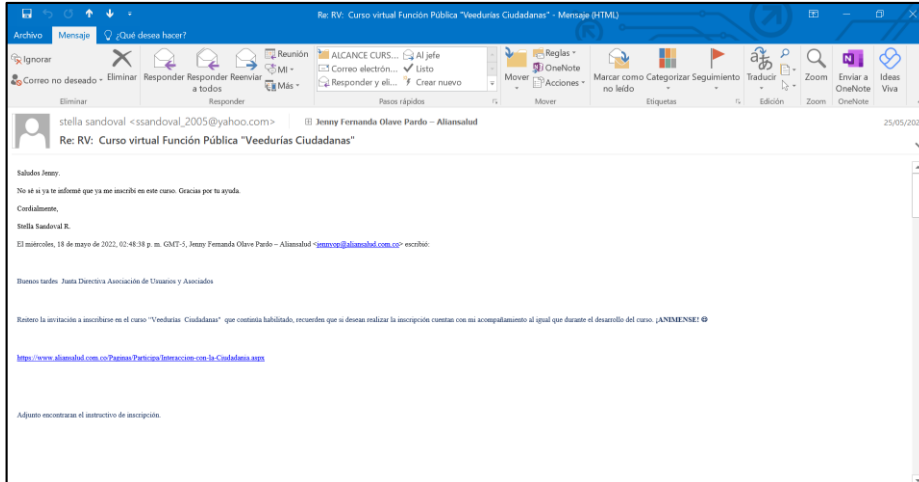 Re: RV: Curso virtual Función Pública "Veedurías Ciudadanas" - Mensaje (HTML)
Archivo Mensaje ¿Qué desea hacer?
Ignorar
Correo no deseado
Eliminar
Responder
Responder a todos
Reenviar
Reunión
MI
Más
ALCANCE CURS...
Correo electrón...
Responder y eli...
Al jefe
Listo
Crear nuevo
Mover
Reglas
OneNote
Acciones
Marcar como no leído
Categorizar
Seguimiento
Traducir
Zoom
Enviar a OneNote
Ideas
Viva
Eliminar Responder Pasos rápidos Mover Etiquetas Edición Zoom OneNote
stella sandoval <ssandoval_2005@yahoo.com> Jenny Fernanda Olave Pardo – Aliansalud
25/05/202
Re: RV: Curso virtual Función Pública "Veedurías Ciudadanas"
Saludos Jenny.
No sé si ya te informé que ya me inscribí en este curso. Gracias por tu ayuda.
Cordialmente,
Stella Sandoval R.
El miércoles, 18 de mayo de 2022, 02:48:38 p. m. GMT-5, Jenny Fernanda Olave Pardo – Aliansalud <jennyop@aliansalud.com.co> escribió:
Buenos tardes Junta Directiva Asociación de Usuarios y Asociados
Reitero la invitación a inscribirse en el curso "Veedurías Ciudadanas" que continúa habilitado, recuerden que si desean realizar la inscripción cuentan con mi acompañamiento al igual que durante el desarrollo del curso. ¡ANIMENSE!
https://www.aliansalud.com.co/Paginas/Participa/Interaccion-con-la-Ciudadania.aspx
Adjunto encontraran el instructivo de inscripción.